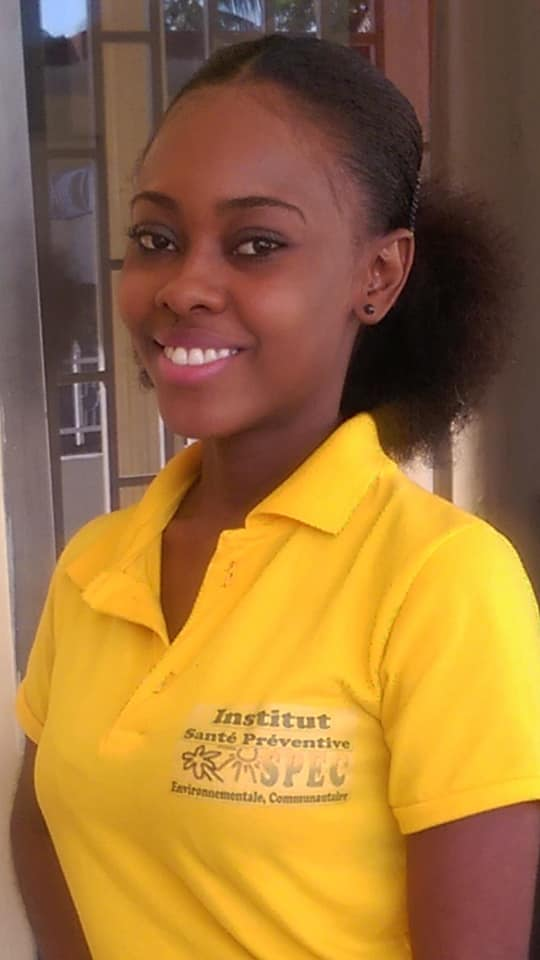 Institut
Santé Préventive
SPEC
Environnementale, Communautaire